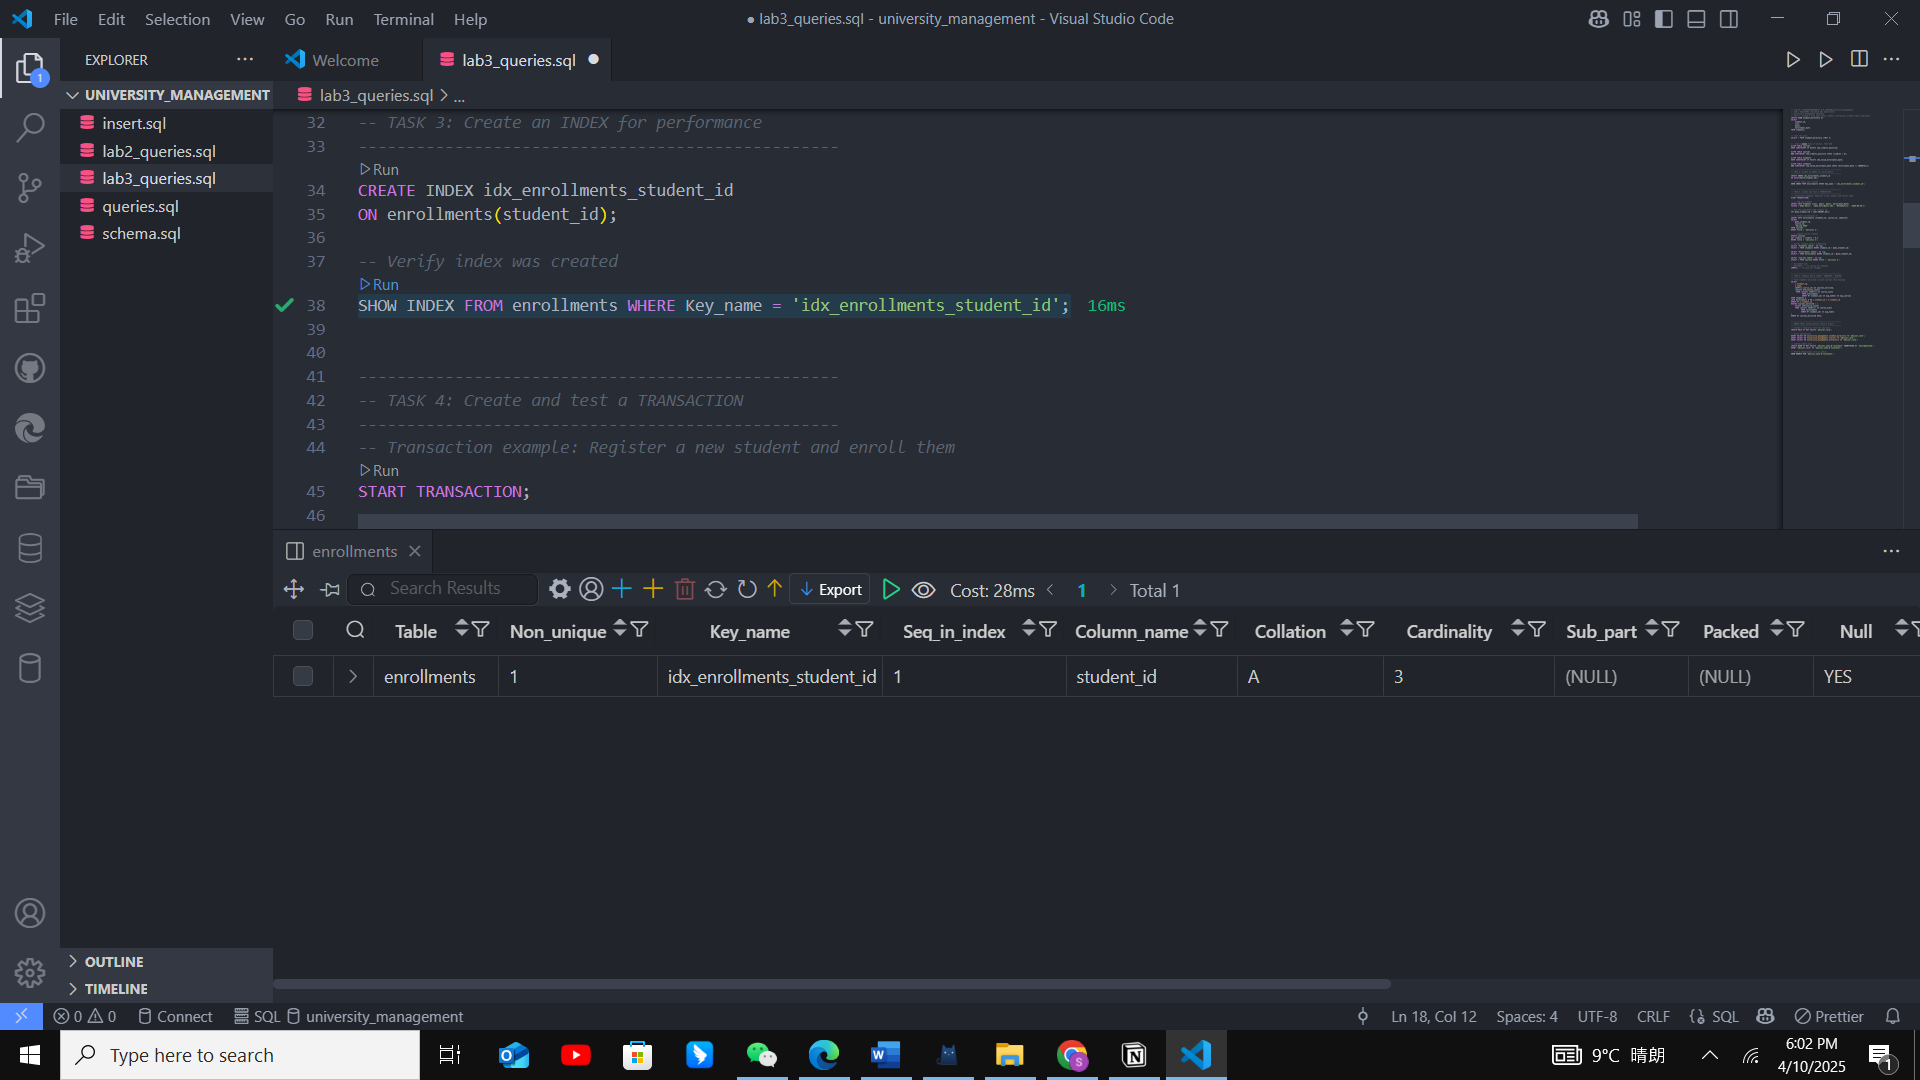 File Edit Selection View Go Run Terminal Help
● lab3_queries.sql - university_management - Visual Studio Code
EXPLORER ...
1
UNIVERSITY_MANAGEMENT
insert.sql
lab2_queries.sql
lab3_queries.sql
queries.sql
schema.sql
OUTLINE
TIMELINE
Welcome
lab3_queries.sql ●
lab3_queries.sql > ...
32 -- TASK 3: Create an INDEX for performance
33 --------------------------------------------------
Run
34 CREATE INDEX idx_enrollments_student_id
35 ON enrollments(student_id);
36
37 -- Verify index was created
Run
38 SHOW INDEX FROM enrollments WHERE Key_name = 'idx_enrollments_student_id'; 16ms
39
40
41 --------------------------------------------------
42 -- TASK 4: Create and test a TRANSACTION
43 --------------------------------------------------
44 -- Transaction example: Register a new student and enroll them
Run
45 START TRANSACTION;
46
enrollments
Search Results
Export
Cost: 28ms < 1 > Total 1
Table Non_unique Key_name Seq_in_index Column_name Collation Cardinality Sub_part Packed Null
enrollments 1 idx_enrollments_student_id 1 student_id A 3 (NULL) (NULL) YES
0 0 Connect SQL university_management
Ln 18, Col 12 Spaces: 4 UTF-8 CRLF SQL Prettier
Type here to search
9°C 晴朗
6:02 PM
4/10/2025
1